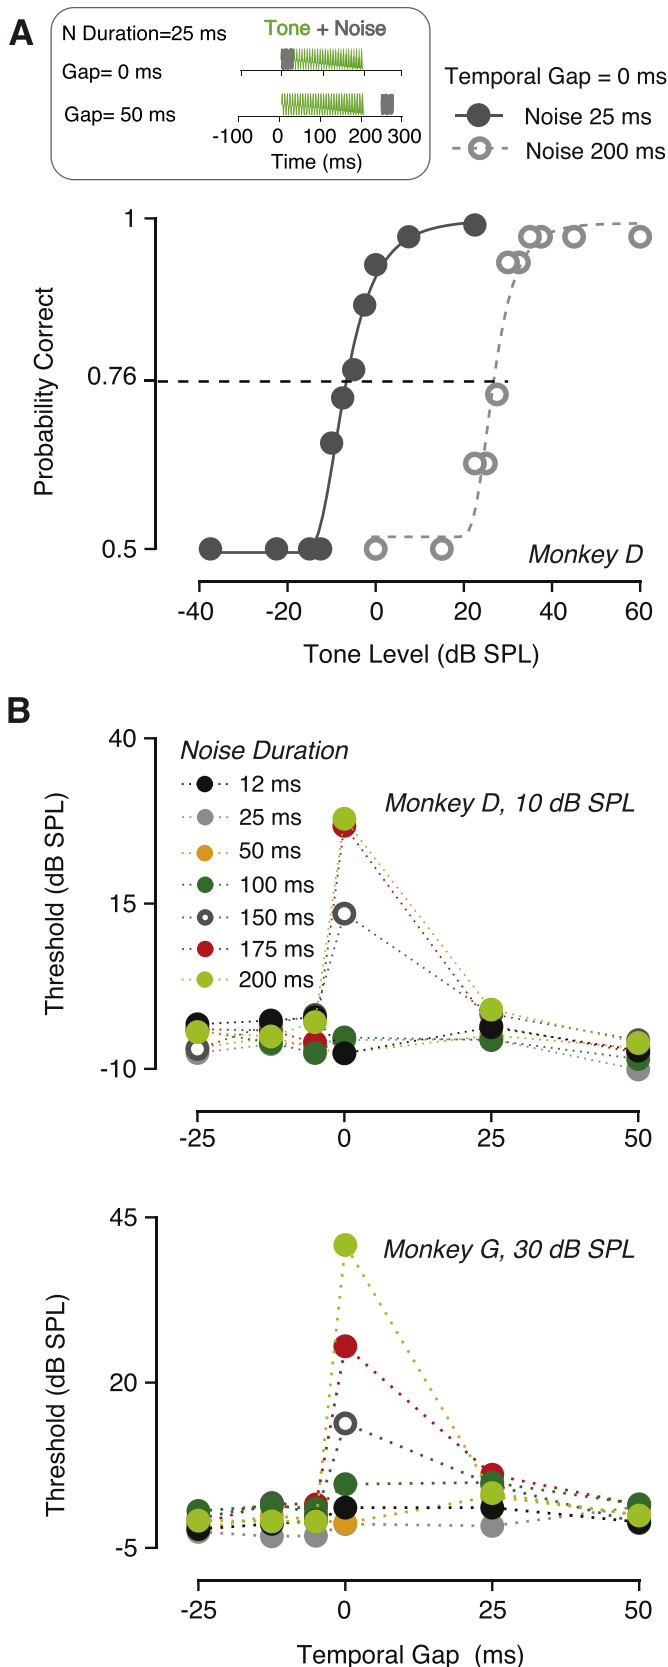 A
N Duration=25 ms
Tone + Noise
Gap= 0 ms
Gap= 50 ms
-100 0 100 200 300
Time (ms)
Temporal Gap = 0 ms
Noise 25 ms
Noise 200 ms
1
0.76
0.5
Probability Correct
Monkey D
-40 -20 0 20 40 60
Tone Level (dB SPL)
B
40
15
-10
Threshold (dB SPL)
Noise Duration
12 ms
25 ms
50 ms
100 ms
150 ms
175 ms
200 ms
Monkey D, 10 dB SPL
-25 0 25 50
45
20
-5
Threshold (dB SPL)
Monkey G, 30 dB SPL
-25 0 25 50
Temporal Gap (ms)